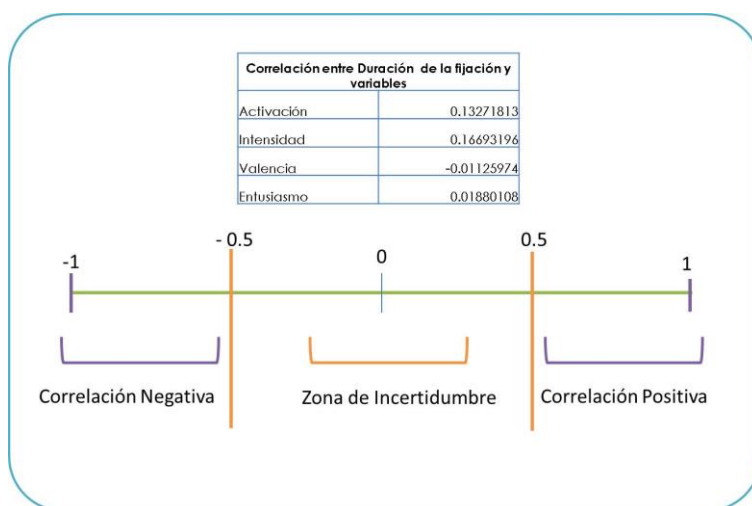 Correlación entre Duración de la fijación y
variables
Activación 0.13271813
Intensidad 0.16693196
Valencia -0.01125974
Entusiasmo 0.01880108
-1 - 0.5 0 0.5 1
Correlación Negativa Zona de Incertidumbre Correlación Positiva